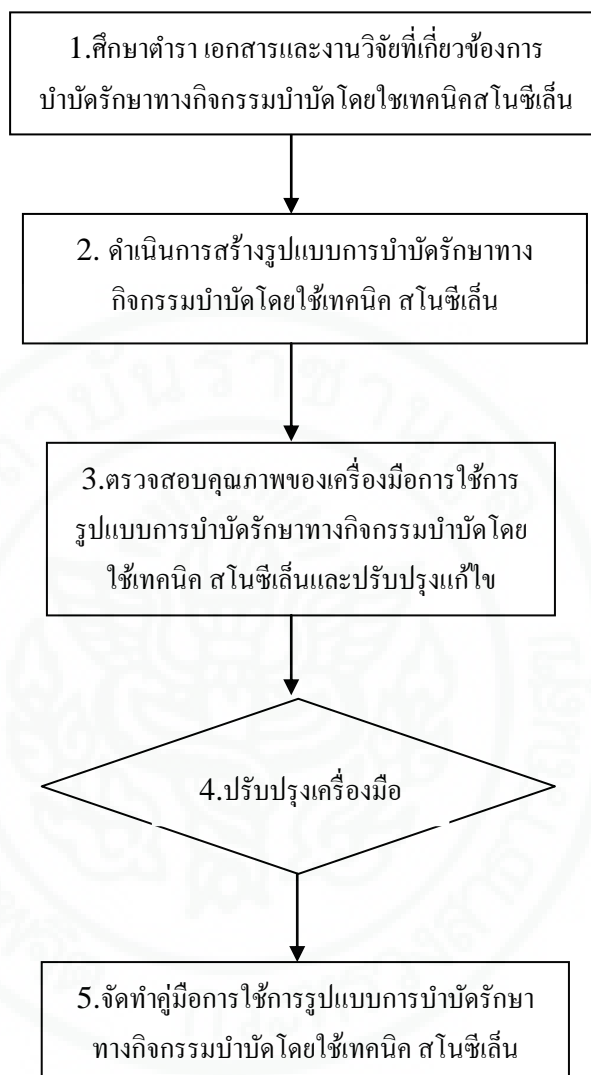 1.ศึกษาตำรา เอกสารและงานวิจัยที่เกี่ยวข้องการ
บำบัดรักษาทางกิจกรรมบำบัดโดยใชเทคนิคสโนซีเล็น
2. ดำเนินการสร้างรูปแบบการบำบัดรักษาทาง
กิจกรรมบำบัดโดยใช้เทคนิค สโนซีเล็น
3.ตรวจสอบคุณภาพของเครื่องมือการใช้การ
รูปแบบการบำบัดรักษาทางกิจกรรมบำบัดโดย
ใช้เทคนิค สโนซีเล็นและปรับปรุงแก้ไข
4.ปรับปรุงเครื่องมือ
5.จัดทำคู่มือการใช้การรูปแบบการบำบัดรักษา
ทางกิจกรรมบำบัดโดยใช้เทคนิค สโนซีเล็น